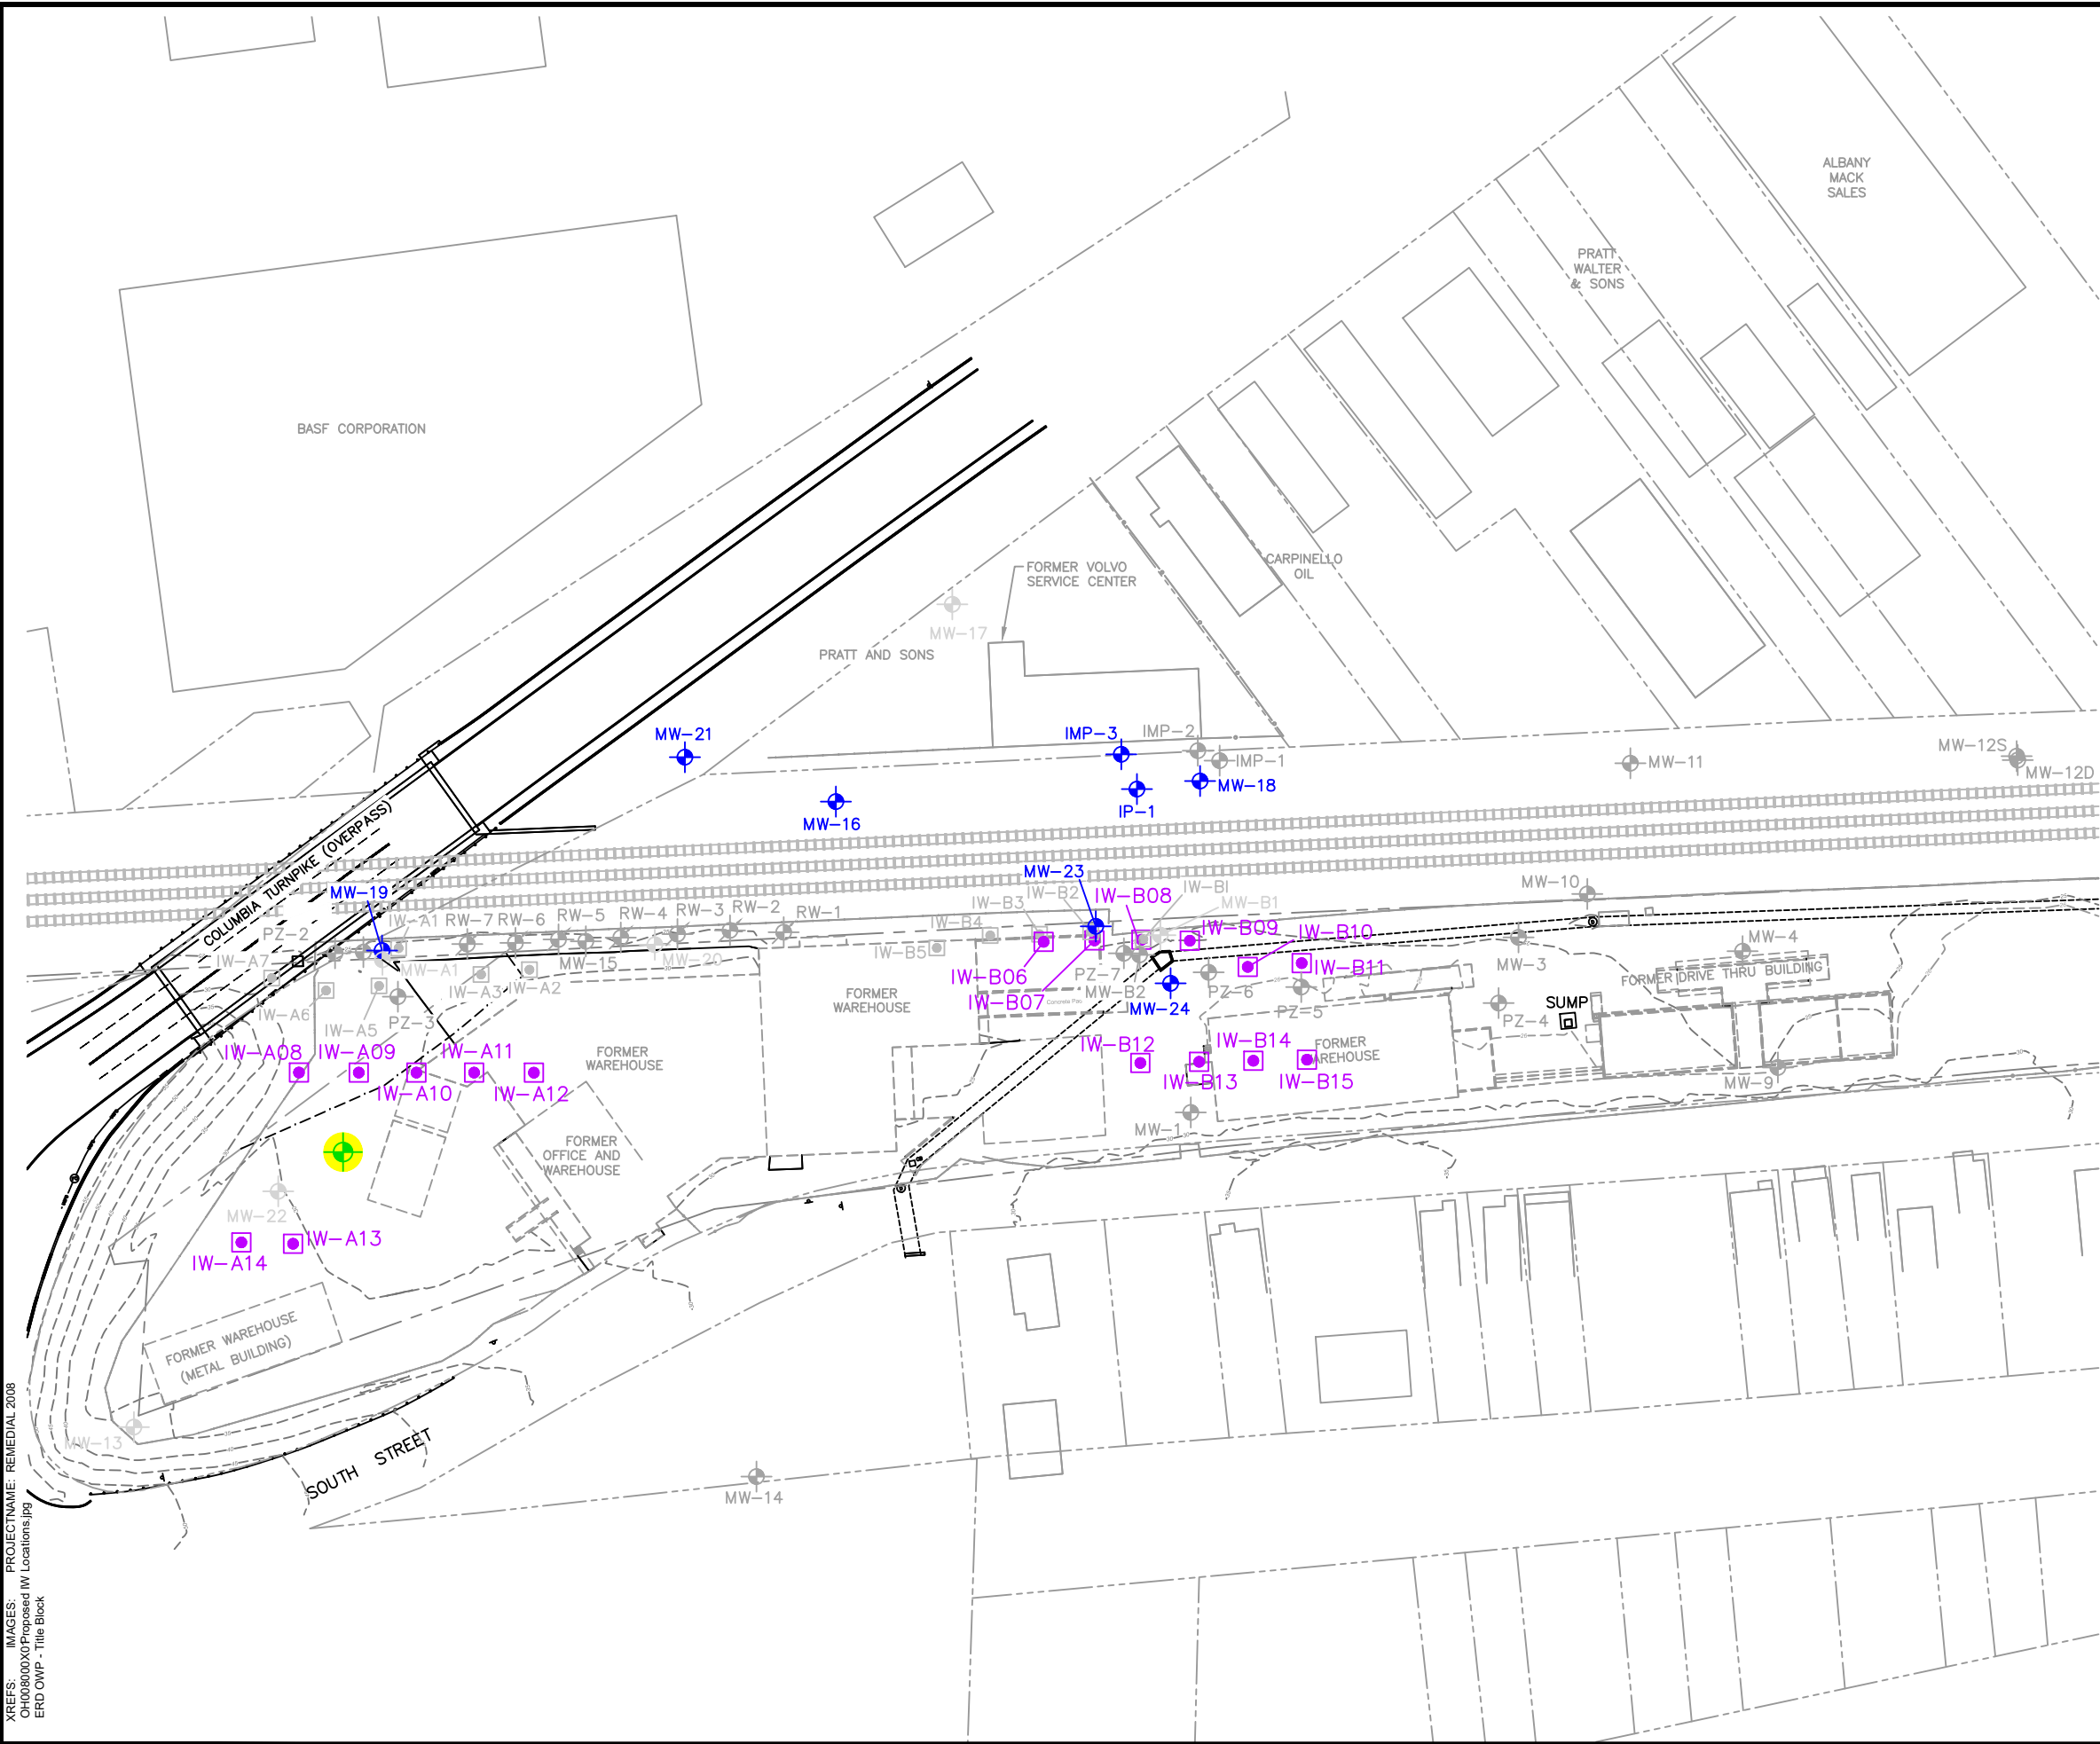 ALBANY
MACK
SALES
PRATT
WALTER
& SONS
BASF CORPORATION
CARPINELLO
OIL
FORMER VOLVO
SERVICE CENTER
MW-17
PRATT AND SONS
MW-21
IMP-3
IMP-2
IMP-1
MW-11
MW-12S
MW-12D
MW-18
IP-1
MW-16
COLUMBIA TURNPIKE (OVERPASS)
MW-19
MW-23
IW-B2
IW-B08
IW-BI
MW-B1
MW-10
IW-A1
RW-7
RW-6
RW-5
RW-4
RW-3
RW-2
RW-1
IW-B3
IW-B4
IW-B5
IW-B09
IW-B10
IW-B11
PZ-2
IW-A7
MW-A1
IW-A3
IW-A2
MW-15
MW-20
IW-B06
IW-B07
PZ-7
MW-B2
MW-24
PZ-6
PZ-5
MW-3
MW-4
FORMER DRIVE THRU BUILDING
IW-A6
IW-A5
PZ-3
FORMER
WAREHOUSE
Concrete Pad
SUMP
PZ-4
IW-A08
IW-A09
IW-A11
IW-A10
IW-A12
FORMER
WAREHOUSE
IW-B12
IW-B14
IW-B13
IW-B15
FORMER
AREHOUSE
MW-9
MW-1
FORMER
OFFICE AND
WAREHOUSE
MW-22
IW-A13
IW-A14
FORMER WAREHOUSE
(METAL BUILDING)
MW-13
SOUTH STREET
MW-14
XREFS: IMAGES: PROJECTNAME: REMEDIAL 2008
OH008000X0Proposed IW Locations.jpg
ERD OWP - Title Block